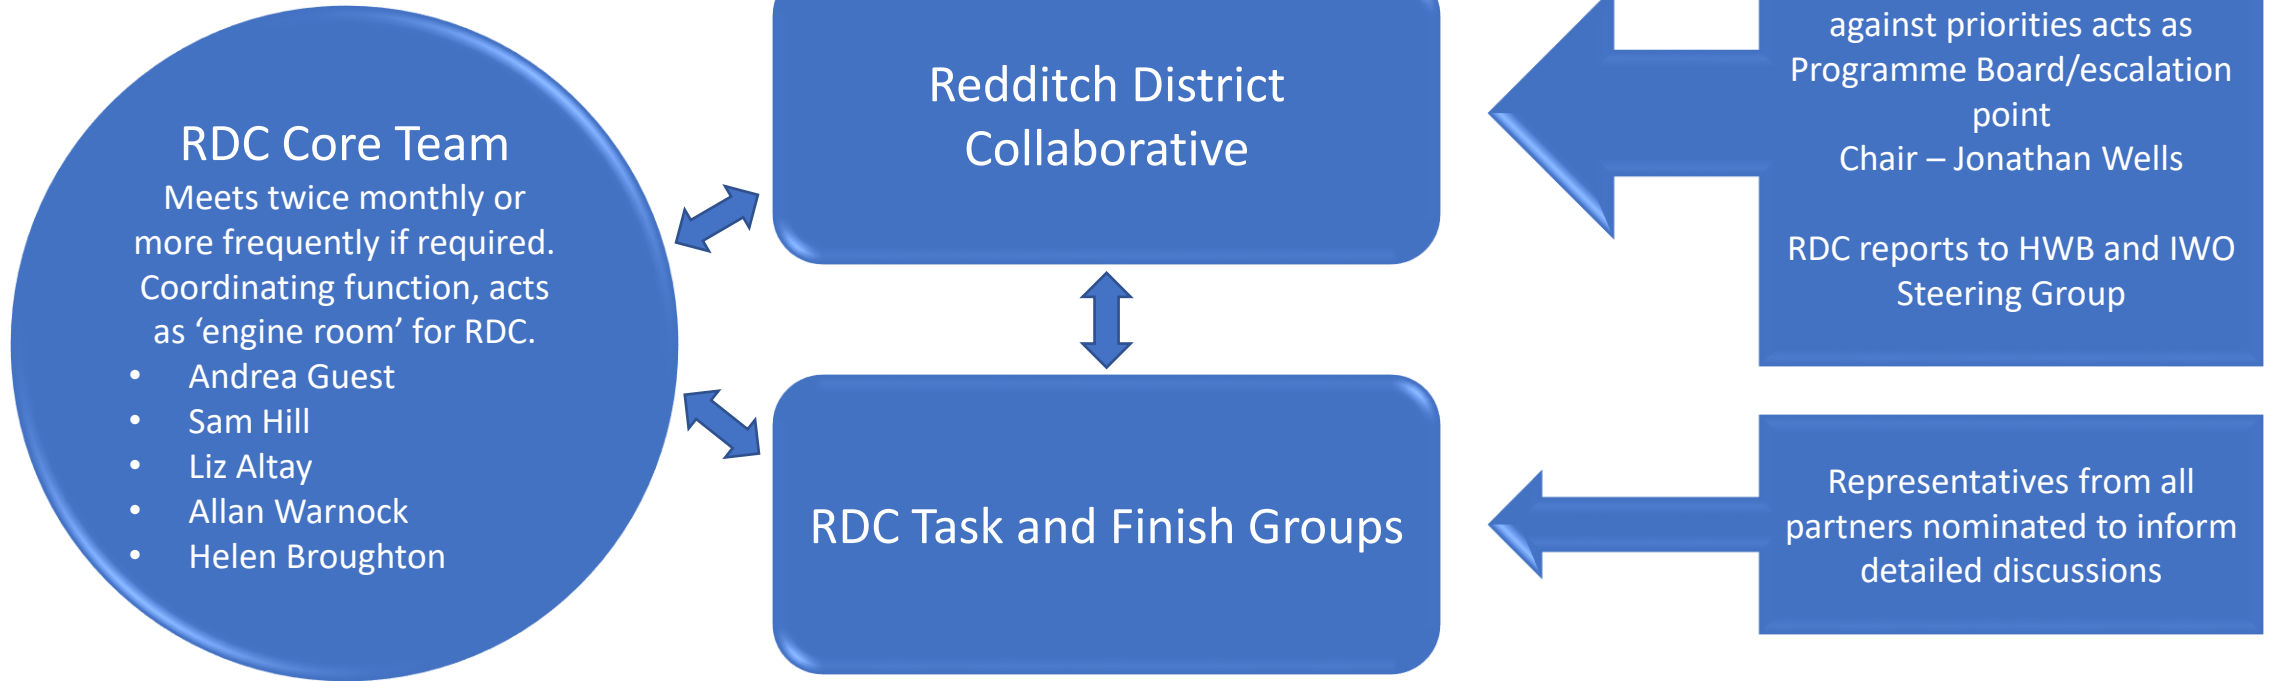 RDC Core Team
Meets twice monthly or
more frequently if required.
Coordinating function, acts
as ‘engine room’ for RDC.
• Andrea Guest
• Sam Hill
• Liz Altay
• Allan Warnock
• Helen Broughton
Redditch District
Collaborative
RDC Task and Finish Groups
against priorities acts as
Programme Board/escalation
point
Chair – Jonathan Wells
RDC reports to HWB and IWO
Steering Group
Representatives from all
partners nominated to inform
detailed discussions